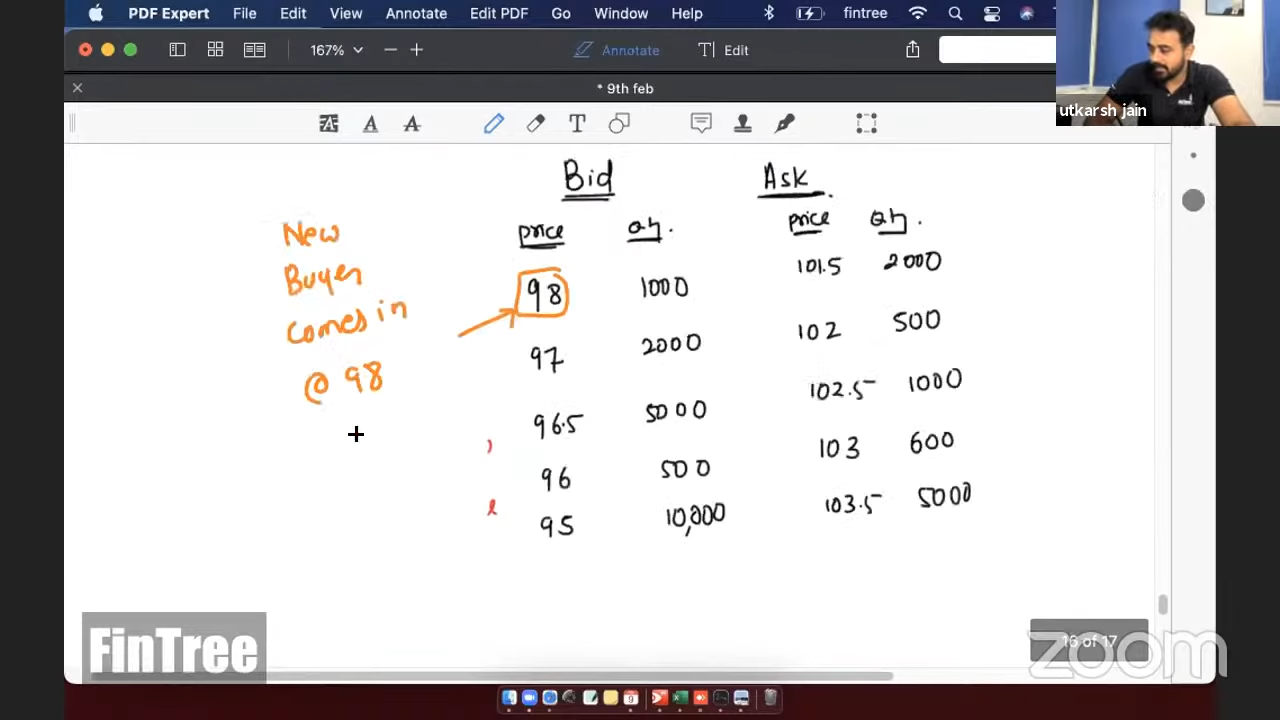 PDF Expert File Edit View Annotate Edit PDF Go Window Help fintree
167% Annotate T| Edit
* 9th feb
utkarsh jain
Bid Ask
price qty. price qty.
New
Buyer
comes in
@ 98
98 1000 101.5 2000
97 2000 102 500
96.5 5000 102.5 1000
96 500 103 600
95 10,000 103.5 5000
FinTree
16 of 17
zoom